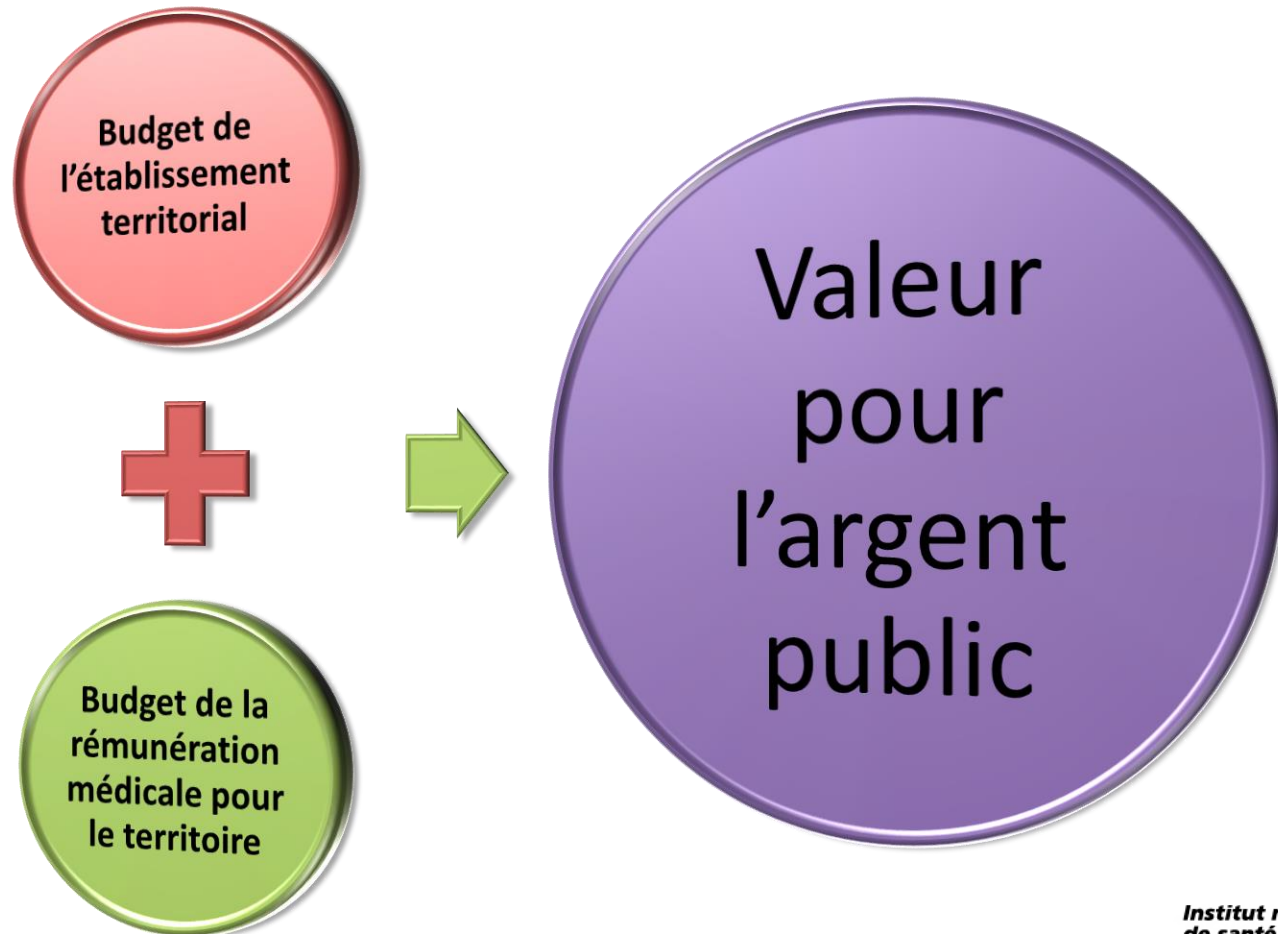 Budget de
l’établissement
territorial
Budget de la
rémunération
médicale pour
le territoire
Valeur
pour
l’argent
public
Institut